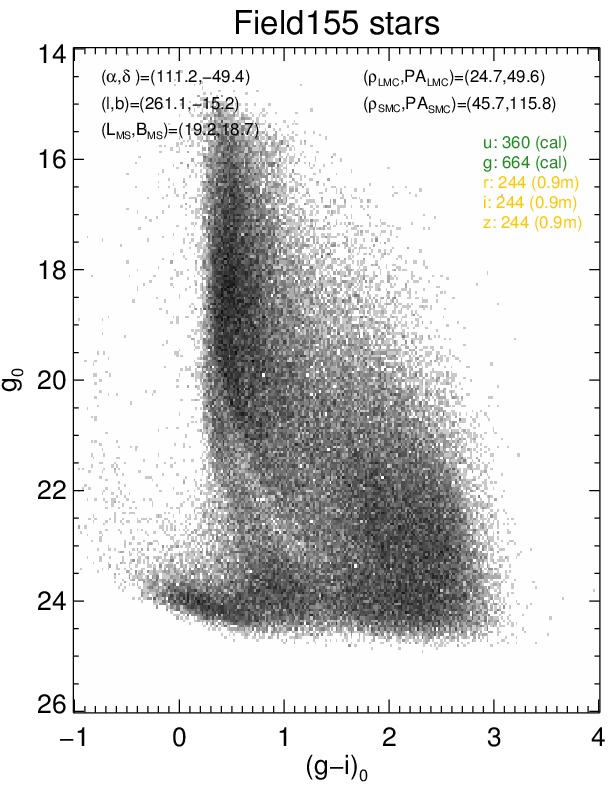 Field155 stars
(α,δ )=(111.2,−49.4)
(ρLMC,PALMC)=(24.7,49.6)
(l,b)=(261.1,−15.2)
(ρSMC,PASMC)=(45.7,115.8)
(LMS,BMS)=(19.2,18.7)
u: 360 (cal)
g: 664 (cal)
r: 244 (0.9m)
i: 244 (0.9m)
z: 244 (0.9m)
14
16
18
20
22
24
26
g0
−1 0 1 2 3 4
(g−i)0